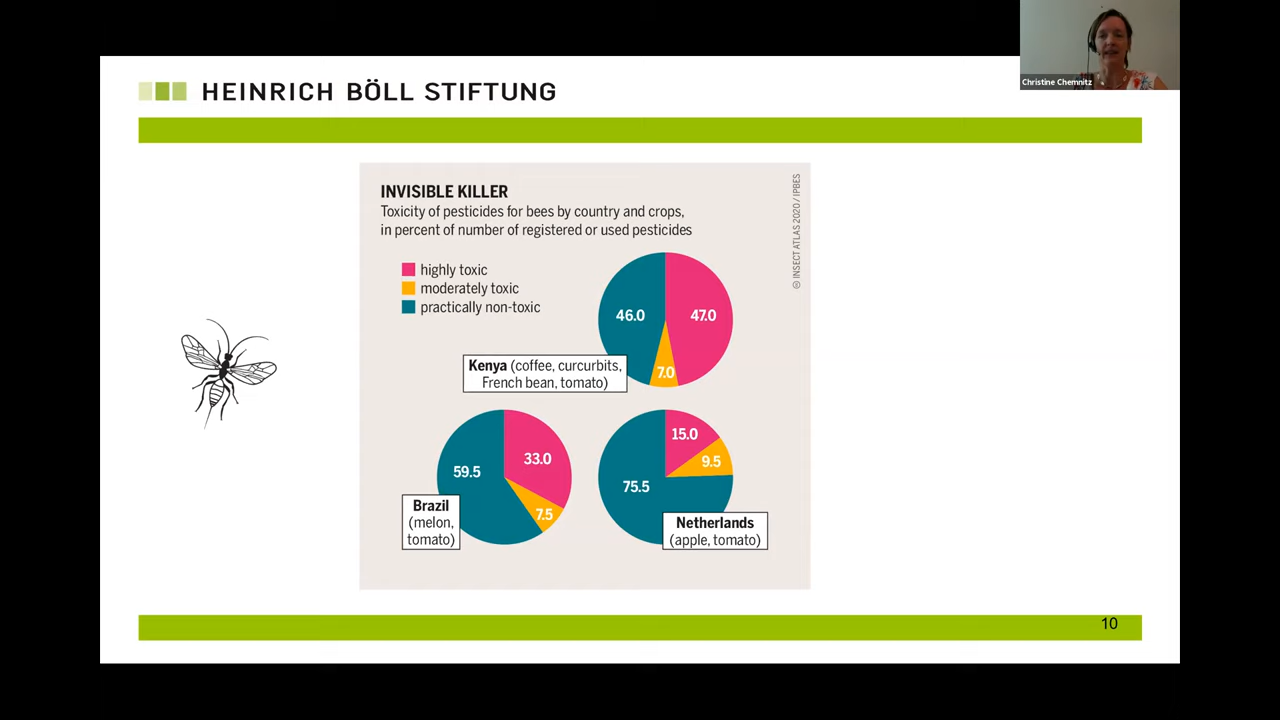 Christine Chemnitz
HEINRICH BÖLL STIFTUNG
INVISIBLE KILLER
Toxicity of pesticides for bees by country and crops,
in percent of number of registered or used pesticides
© INSECT ATLAS 2020 / IPBES
highly toxic
moderately toxic
practically non-toxic
46.0
47.0
7.0
Kenya (coffee, curcurbits,
French bean, tomato)
59.5
33.0
7.5
Brazil
(melon,
tomato)
15.0
9.5
75.5
Netherlands
(apple, tomato)
10